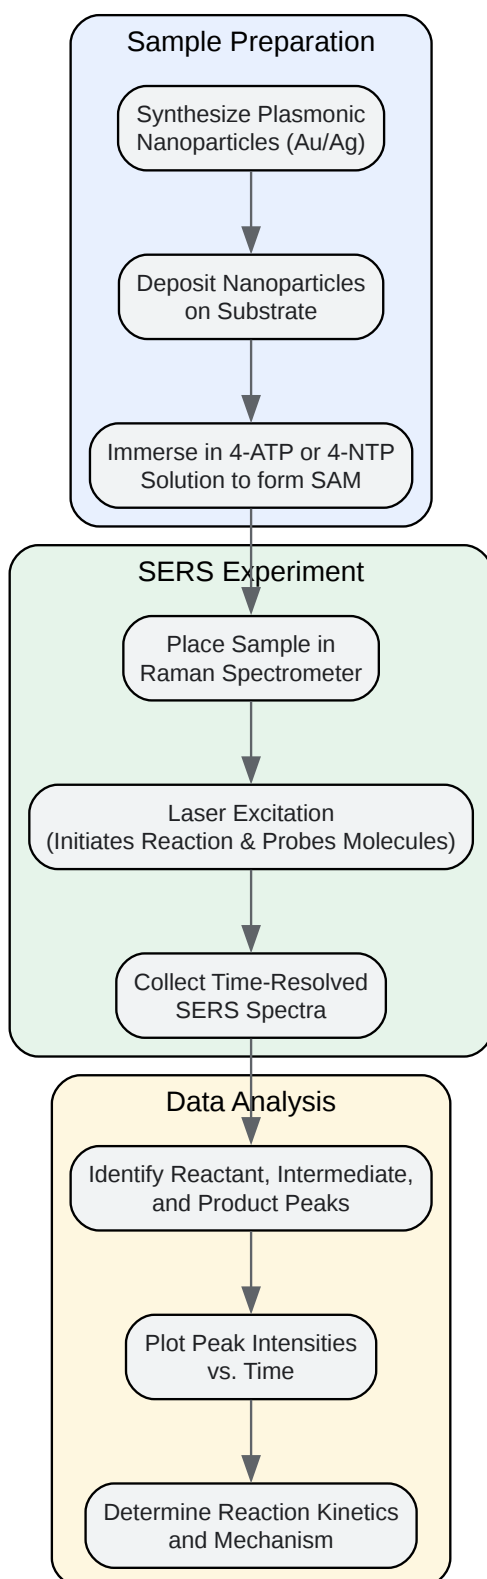 Sample Preparation
Synthesize Plasmonic
Nanoparticles (Au/Ag)
Deposit Nanoparticles
on Substrate
Immerse in 4-ATP or 4-NTP
Solution to form SAM
SERS Experiment
Place Sample in
Raman Spectrometer
Laser Excitation
(Initiates Reaction & Probes Molecules)
Collect Time-Resolved
SERS Spectra
Data Analysis
Identify Reactant, Intermediate,
and Product Peaks
Plot Peak Intensities
vs. Time
Determine Reaction Kinetics
and Mechanism